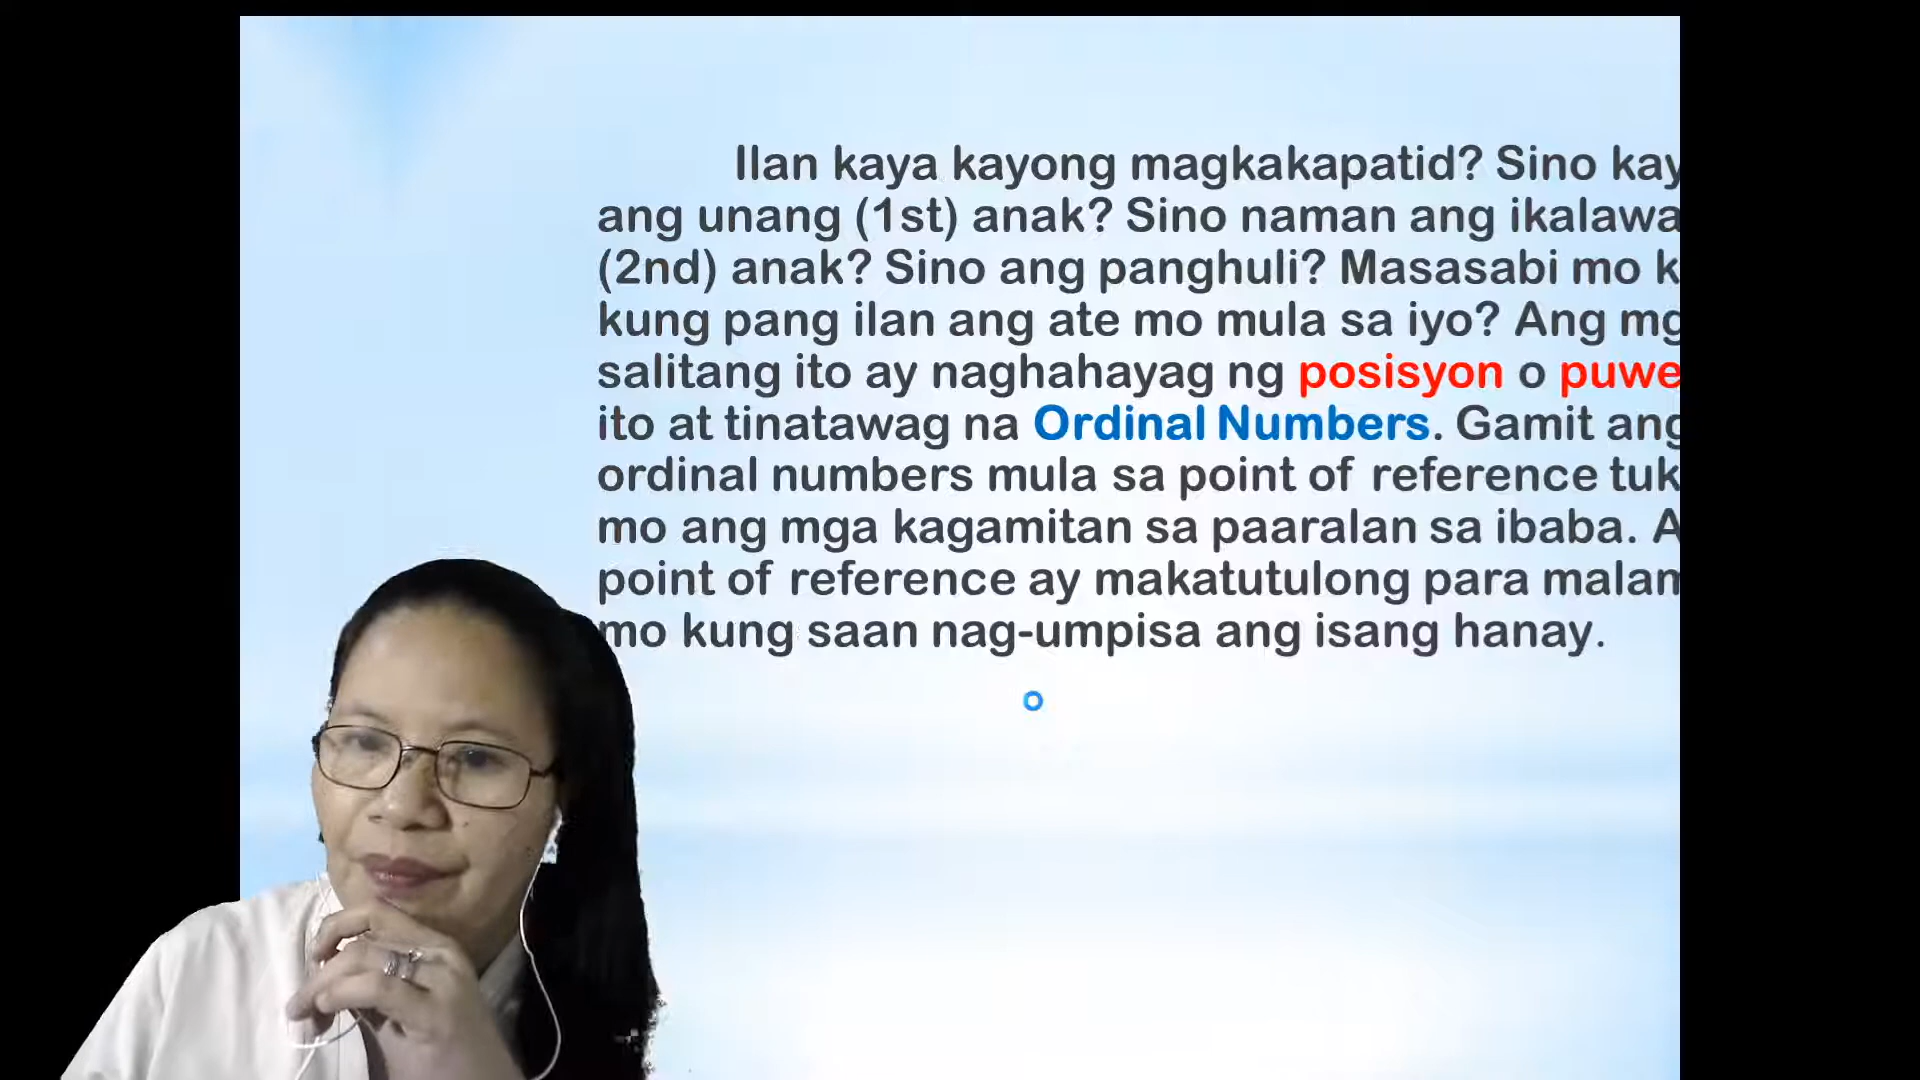 Ilan kaya kayong magkakapatid? Sino kay
ang unang (1st) anak? Sino naman ang ikalawa
(2nd) anak? Sino ang panghuli? Masasabi mo k
kung pang ilan ang ate mo mula sa iyo? Ang mg
salitang ito ay naghahayag ng posisyon o puwe
ito at tinatawag na Ordinal Numbers. Gamit ang
ordinal numbers mula sa point of reference tuk
mo ang mga kagamitan sa paaralan sa ibaba. A
point of reference ay makatutulong para malam
mo kung saan nag-umpisa ang isang hanay.